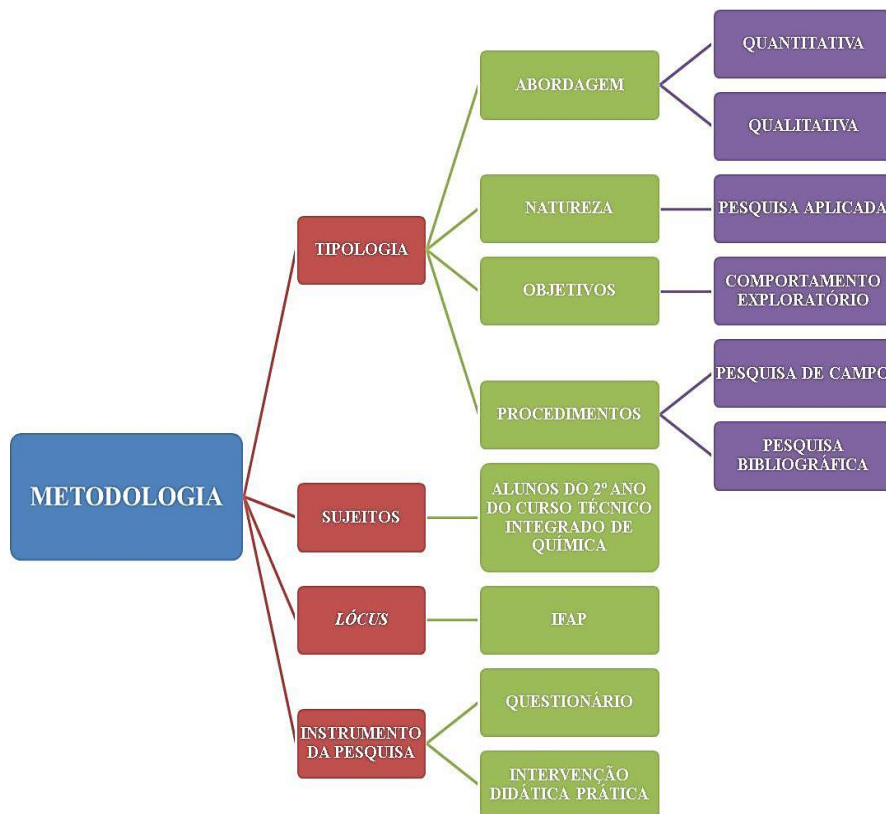 METODOLOGIA
TIPOLOGIA
ABORDAGEM
QUANTITATIVA
QUALITATIVA
NATUREZA
PESQUISA APLICADA
OBJETIVOS
COMPORTAMENTO
EXPLORATÓRIO
PROCEDIMENTOS
PESQUISA DE CAMPO
PESQUISA
BIBLIOGRÁFICA
SUJEITOS
ALUNOS DO 2º ANO
DO CURSO TÉCNICO
INTEGRADO DE
QUÍMICA
LÓCUS
IFAP
INSTRUMENTO
DA PESQUISA
QUESTIONÁRIO
INTERVENÇÃO
DIDÁTICA PRÁTICA